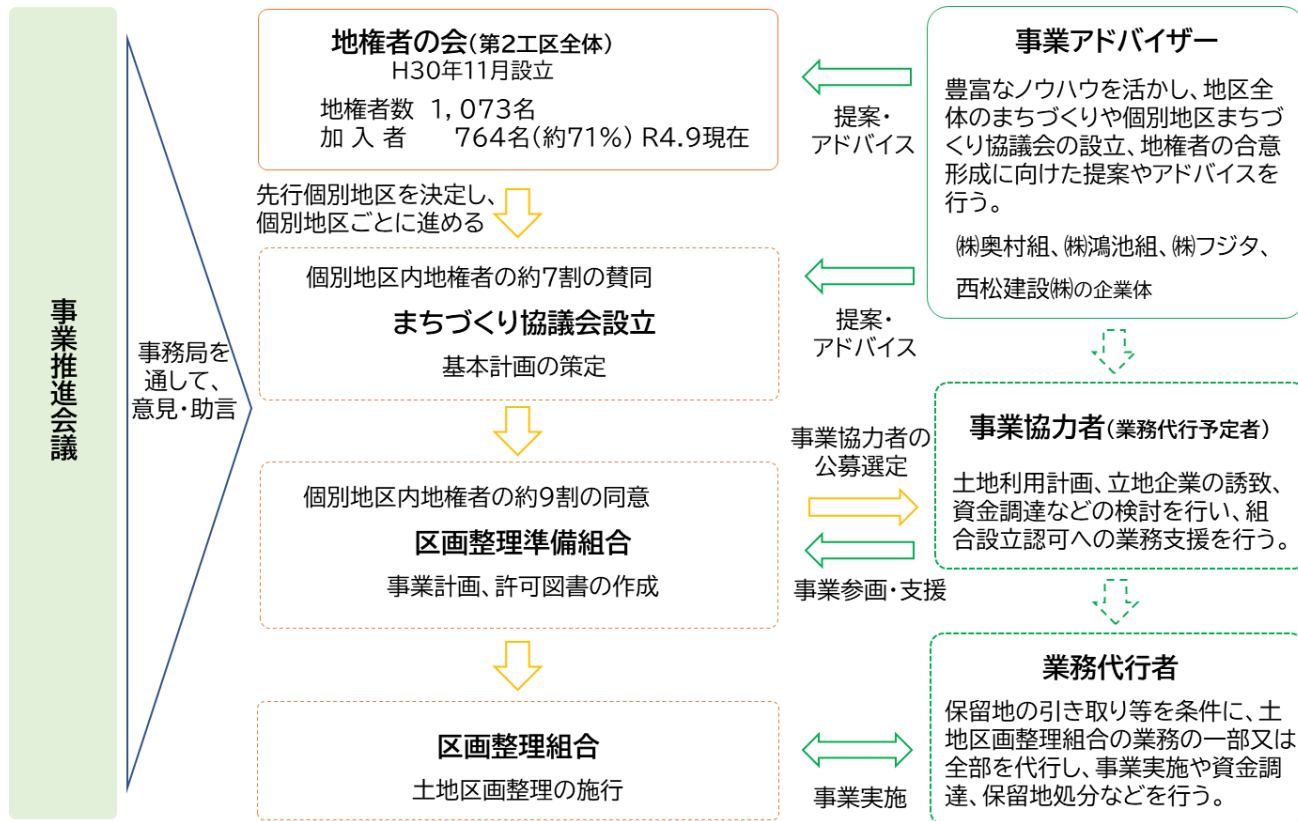 事業推進会議
事務局を
通して、
意見・助言
地権者の会(第2工区全体)
H30年11月設立
地権者数 1,073名
加 入 者 764名(約71%) R4.9現在
先行個別地区を決定し、
個別地区ごとに進める
個別地区内地権者の約7割の賛同
まちづくり協議会設立
基本計画の策定
個別地区内地権者の約9割の同意
区画整理準備組合
事業計画、許可図書の作成
区画整理組合
土地区画整理の施行
提案・
アドバイス
提案・
アドバイス
事業協力者の
公募選定
事業参画・支援
事業実施
事業アドバイザー
豊富なノウハウを活かし、地区全
体のまちづくりや個別地区まちづ
くり協議会の設立、地権者の合意
形成に向けた提案やアドバイスを
行う。
㈱奥村組、㈱鴻池組、㈱フジタ、
西松建設㈱の企業体
事業協力者(業務代行予定者)
土地利用計画、立地企業の誘致、
資金調達などの検討を行い、組
合設立認可への業務支援を行う。
業務代行者
保留地の引き取り等を条件に、土
地区画整理組合の業務の一部又は
全部を代行し、事業実施や資金調
達、保留地処分などを行う。